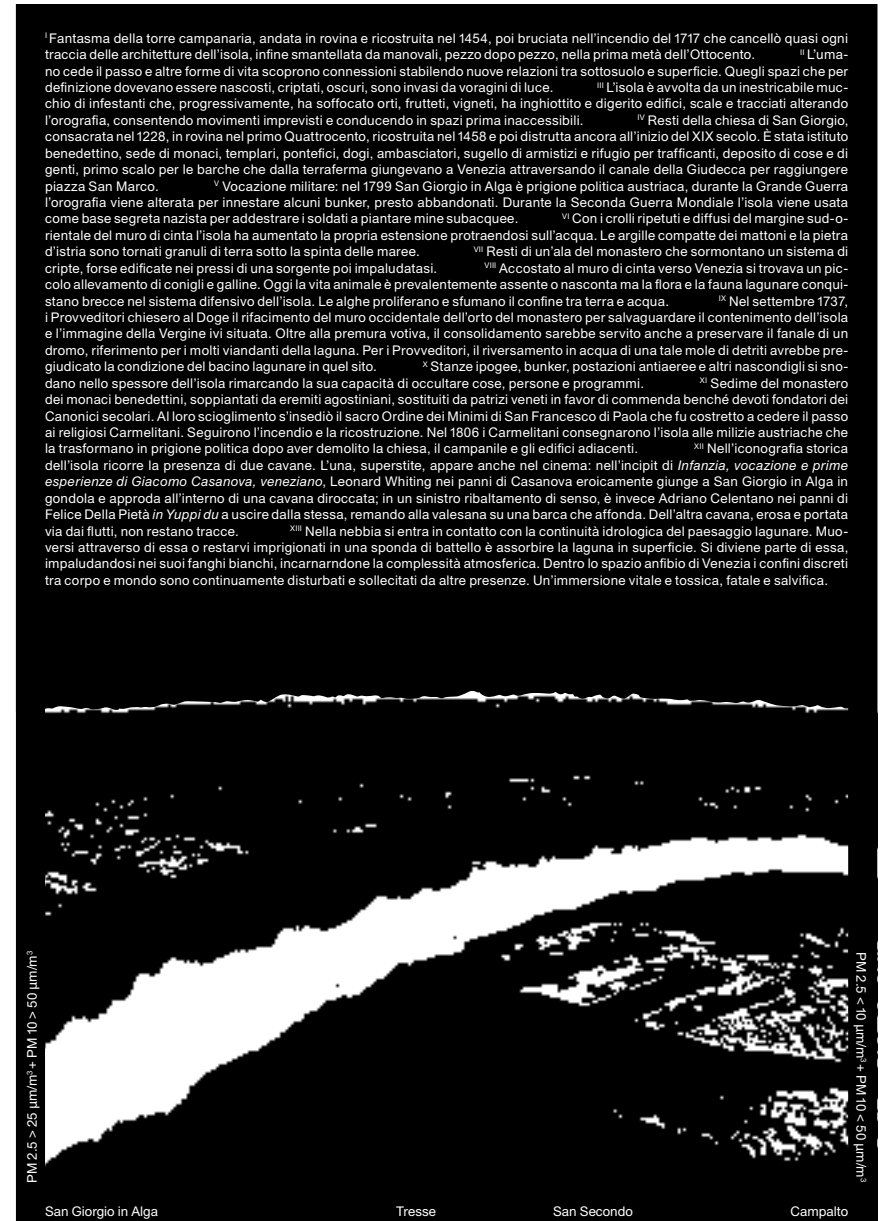 I Fantasma della torre campanaria, andata in rovina e ricostruita nel 1454, poi bruciata nell'incendio del 1717 che cancellò quasi ogni
traccia delle architetture dell'isola, infine smantellata da manovali, pezzo dopo pezzo, nella prima metà dell'Ottocento. II L'uma-
no cede il passo e altre forme di vita scoprono connessioni stabilendo nuove relazioni tra sottosuolo e superficie. Quegli spazi che per
definizione dovevano essere nascosti, criptati, oscuri, sono invasi da voragini di luce. III L'isola è avvolta da un inestricabile muc-
chio di infestanti che, progressivamente, ha soffocato orti, frutteti, vigneti, ha inghiottito e digerito edifici, scale e tracciati alterando
l'orografia, consentendo movimenti imprevisti e conducendo in spazi prima inaccessibili. IV Resti della chiesa di San Giorgio,
consacrata nel 1228, in rovina nel primo Quattrocento, ricostruita nel 1458 e poi distrutta ancora all'inizio del XIX secolo. È stata istituto
benedettino, sede di monaci, templari, pontefici, dogi, ambasciatori, sugello di armistizi e rifugio per trafficanti, deposito di cose e di
genti, primo scalo per le barche che dalla terraferma giungevano a Venezia attraversando il canale della Giudecca per raggiungere
piazza San Marco. V Vocazione militare: nel 1799 San Giorgio in Alga è prigione politica austriaca, durante la Grande Guerra
l'orografia viene alterata per innestare alcuni bunker, presto abbandonati. Durante la Seconda Guerra Mondiale l'isola viene usata
come base segreta nazista per addestrare i soldati a piantare mine subacquee. VI Con i crolli ripetuti e diffusi del margine sud-o-
rientale del muro di cinta l'isola ha aumentato la propria estensione protraendosi sull'acqua. Le argille compatte dei mattoni e la pietra
d'istria sono tornati granuli di terra sotto la spinta delle maree. VII Resti di un'ala del monastero che sormontano un sistema di
cripte, forse edificate nei pressi di una sorgente poi impaludatasi. VIII Accostato al muro di cinta verso Venezia si trovava un pic-
colo allevamento di conigli e galline. Oggi la vita animale è prevalentemente assente o nasconta ma la flora e la fauna lagunare conqui-
stano brecce nel sistema difensivo dell'isola. Le alghe proliferano e sfumano il confine tra terra e acqua. IX Nel settembre 1737,
i Provveditori chiesero al Doge il rifacimento del muro occidentale dell'orto del monastero per salvaguardare il contenimento dell'isola
e l'immagine della Vergine ivi situata. Oltre alla premura votiva, il consolidamento sarebbe servito anche a preservare il fanale di un
dromo, riferimento per i molti viandanti della laguna. Per i Provveditori, il riversamento in acqua di una tale mole di detriti avrebbe pre-
giudicato la condizione del bacino lagunare in quel sito. X Stanze ipogee, bunker, postazioni antiaeree e altri nascondigli si sno-
dano nello spessore dell'isola rimarcando la sua capacità di occultare cose, persone e programmi. XI Sedime del monastero
dei monaci benedettini, soppiantati da eremiti agostiniani, sostituiti da patrizi veneti in favor di commenda benché devoti fondatori dei
Canonici secolari. Al loro scioglimento s'insediò il sacro Ordine dei Minimi di San Francesco di Paola che fu costretto a cedere il passo
ai religiosi Carmelitani. Seguirono l'incendio e la ricostruzione. Nel 1806 i Carmelitani consegnarono l'isola alle milizie austriache che
la trasformano in prigione politica dopo aver demolito la chiesa, il campanile e gli edifici adiacenti. XII Nell'iconografia storica
dell'isola ricorre la presenza di due cavane. L'una, superstite, appare anche nel cinema: nell'incipit di Infanzia, vocazione e prime
esperienze di Giacomo Casanova, veneziano, Leonard Whiting nei panni di Casanova eroicamente giunge a San Giorgio in Alga in
gondola e approda all'interno di una cavana diroccata; in un sinistro ribaltamento di senso, è invece Adriano Celentano nei panni di
Felice Della Pietà in Yuppi du a uscire dalla stessa, remando alla valesana su una barca che affonda. Dell'altra cavana, erosa e portata
via dai flutti, non restano tracce. XIII Nella nebbia si entra in contatto con la continuità idrologica del paesaggio lagunare. Muo-
versi attraverso di essa o restarvi imprigionati in una sponda di battello è assorbire la laguna in superficie. Si diviene parte di essa,
impaludandosi nei suoi fanghi bianchi, incarnarndone la complessità atmosferica. Dentro lo spazio anfibio di Venezia i confini discreti
tra corpo e mondo sono continuamente disturbati e sollecitati da altre presenze. Un'immersione vitale e tossica, fatale e salvifica.
PM 2.5 > 25 µm/m³ + PM 10 > 50 µm/m³
PM 2.5 < 10 µm/m³ + PM 10 < 50 µm/m³
San Giorgio in Alga Tresse San Secondo Campalto